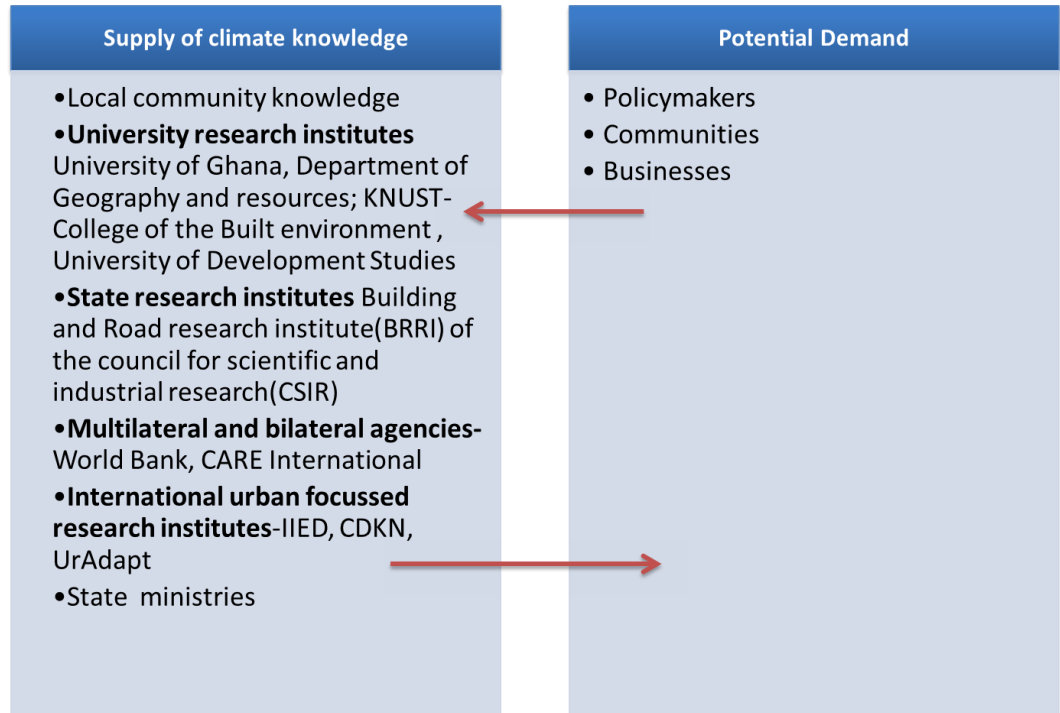 Supply of climate knowledge
•Local community knowledge
•University research institutes
University of Ghana, Department of
Geography and resources; KNUST-
College of the Built environment ,
University of Development Studies
•State research institutes Building
and Road research institute(BRRI) of
the council for scientific and
industrial research(CSIR)
•Multilateral and bilateral agencies-
World Bank, CARE International
•International urban focussed
research institutes-IIED, CDKN,
UrAdapt
•State ministries
Potential Demand
• Policymakers
• Communities
• Businesses